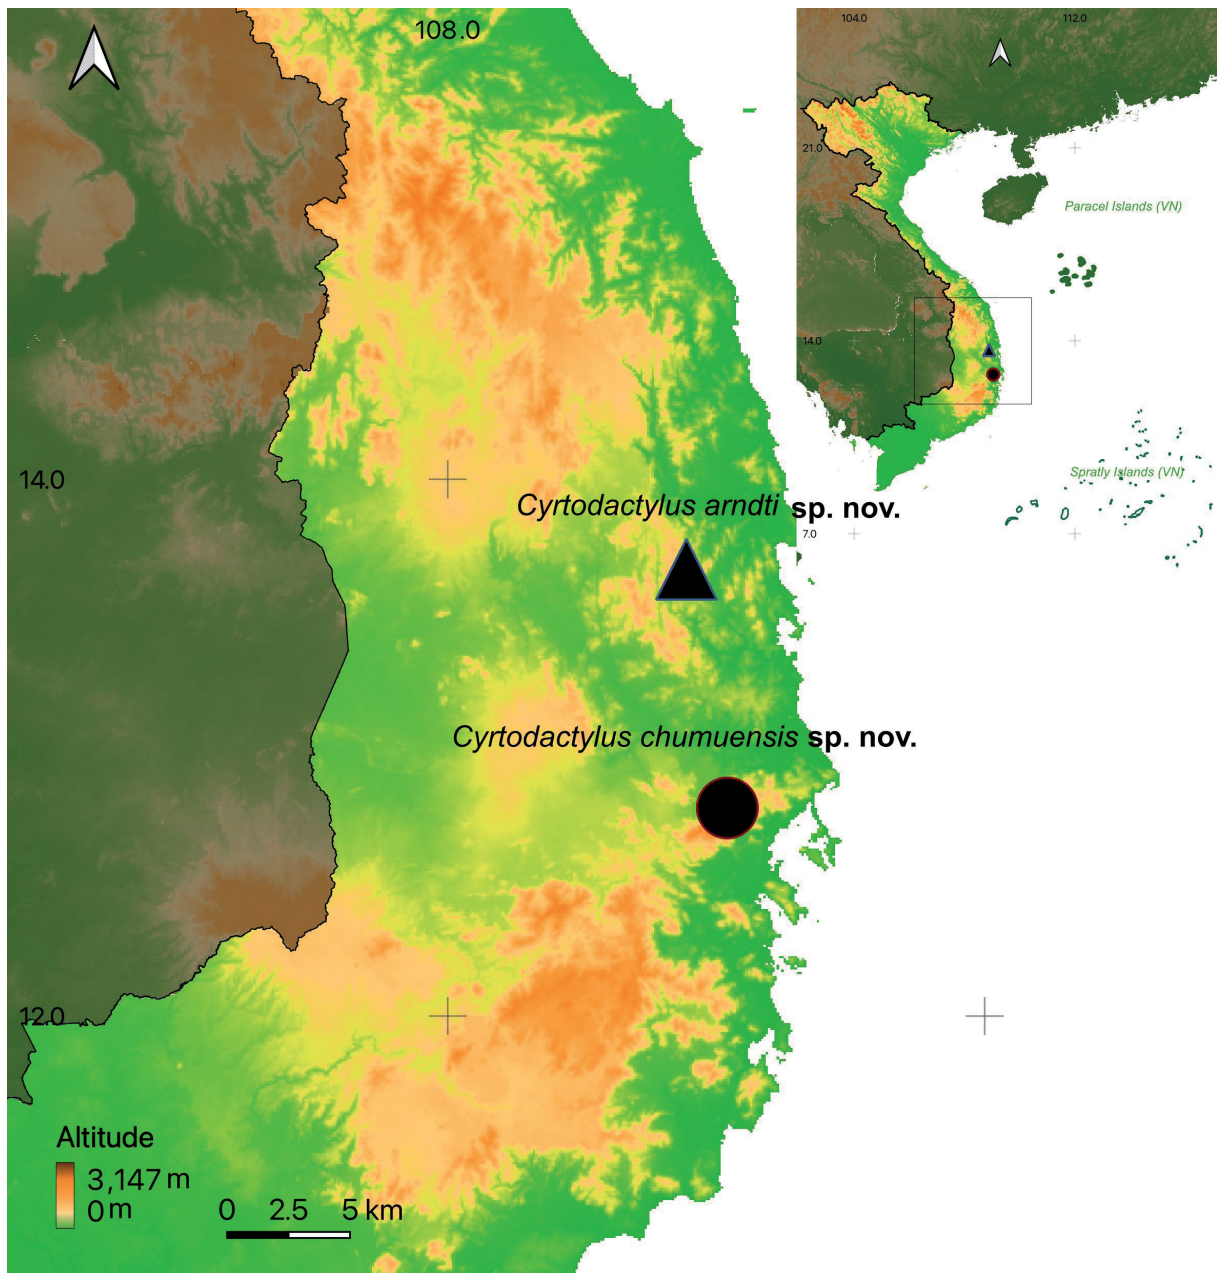 108.0
104.0
112.0
21.0
Paracel Islands (VN)
14.0
Spratly Islands (VN)
7.0
14.0
Cyrtodactylus arndti sp. nov.
Cyrtodactylus chumuensis sp. nov.
12.0
Altitude
3,147 m
0 m
0 2.5 5 km